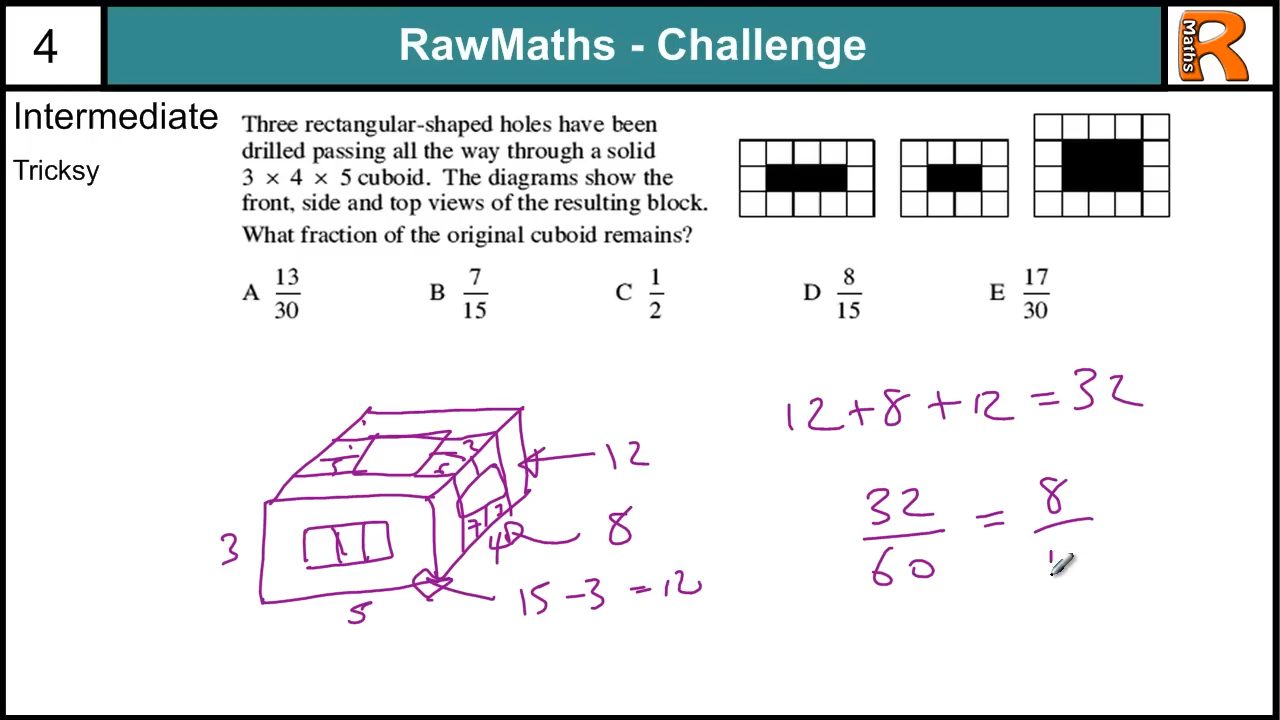 4
RawMaths - Challenge
Maths R
Intermediate
Tricksy
Three rectangular-shaped holes have been
drilled passing all the way through a solid
3 × 4 × 5 cuboid. The diagrams show the
front, side and top views of the resulting block.
What fraction of the original cuboid remains?
A 13/30 B 7/15 C 1/2 D 8/15 E 17/30
12 + 8 + 12 = 32
12
32/60 = 8/
3
8
4
15 - 3 = 12
5